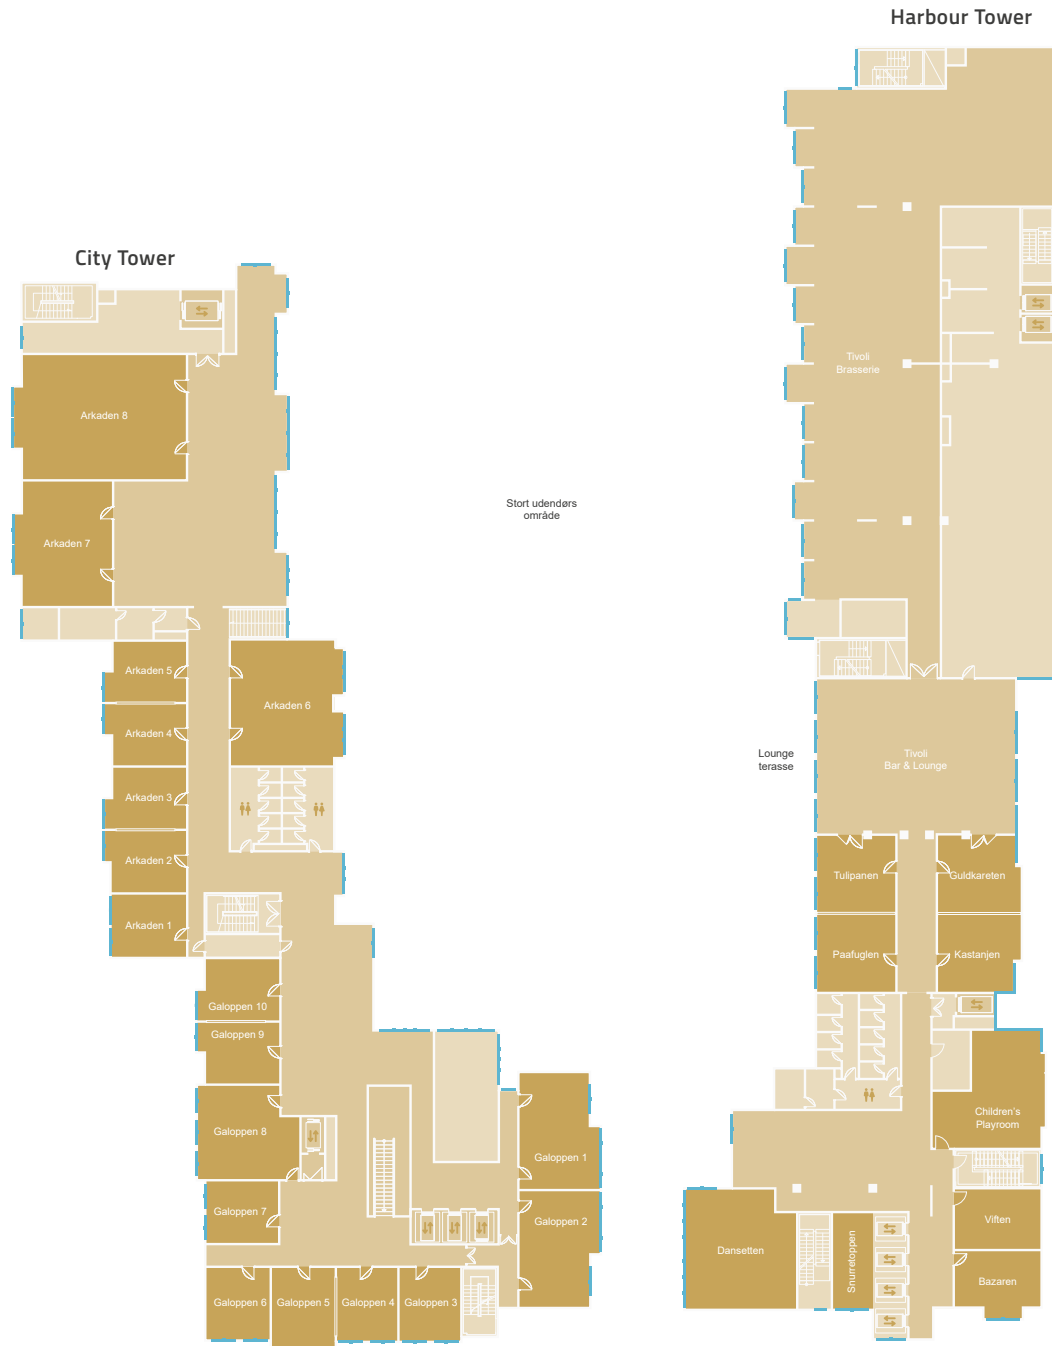 Harbour Tower
City Tower
Tivoli
Brasserie
Arkaden 8
Stort udendørs
område
Arkaden 7
Arkaden 5
Arkaden 6
Arkaden 4
Lounge
terasse
Tivoli
Bar & Lounge
Arkaden 3
Arkaden 2
Tulipanen
Guldkareten
Arkaden 1
Paafuglen
Kastanjen
Galoppen 10
Galoppen 9
Children's
Playroom
Galoppen 8
Galoppen 1
Galoppen 7
Galoppen 2
Viften
Dansetten
Snurretoppen
Bazaren
Galoppen 6
Galoppen 5
Galoppen 4
Galoppen 3